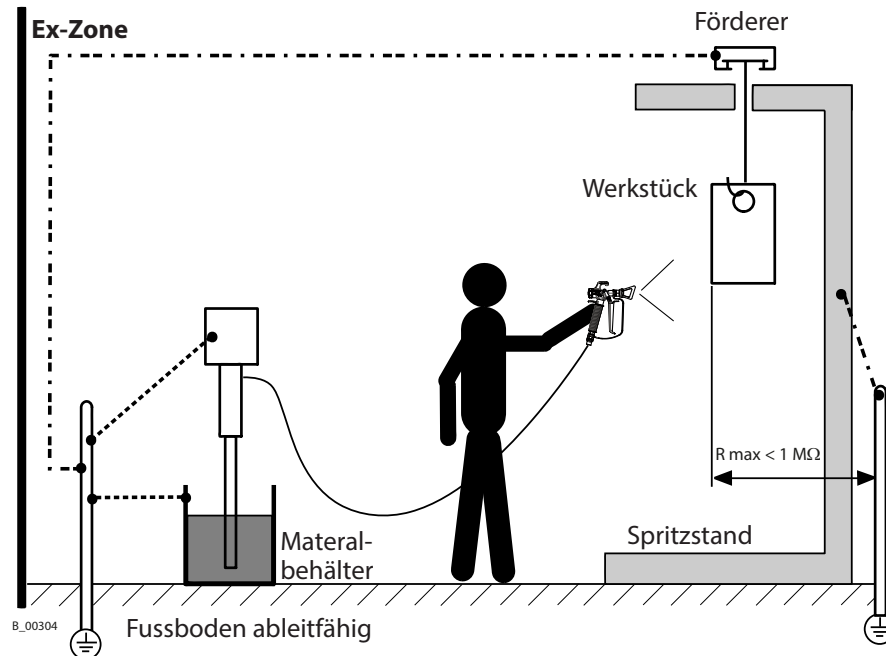 Ex-Zone
Förderer
Werkstück
R max < 1 MΩ
Spritzstand
Materal-
behälter
B_00304
Fussboden ableitfähig